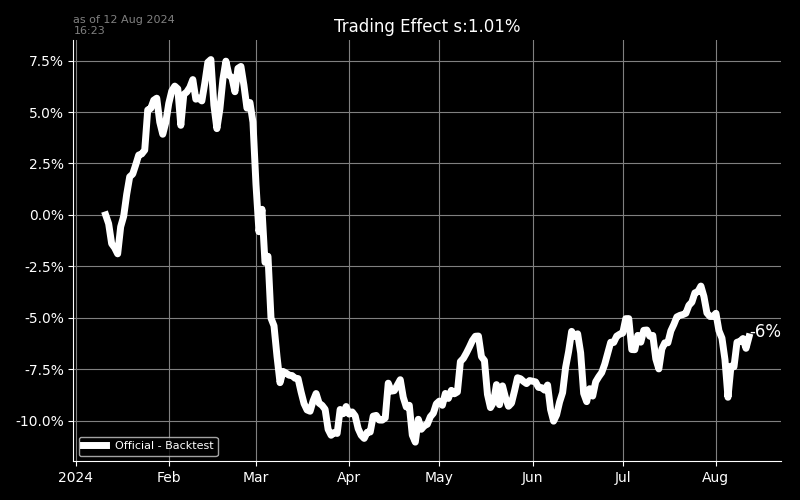 as of 12 Aug 2024
16:23
Trading Effect s:1.01%
7.5%
5.0%
2.5%
0.0%
-2.5%
-5.0%
-7.5%
-10.0%
-6%
Official - Backtest
2024 Feb Mar Apr May Jun Jul Aug